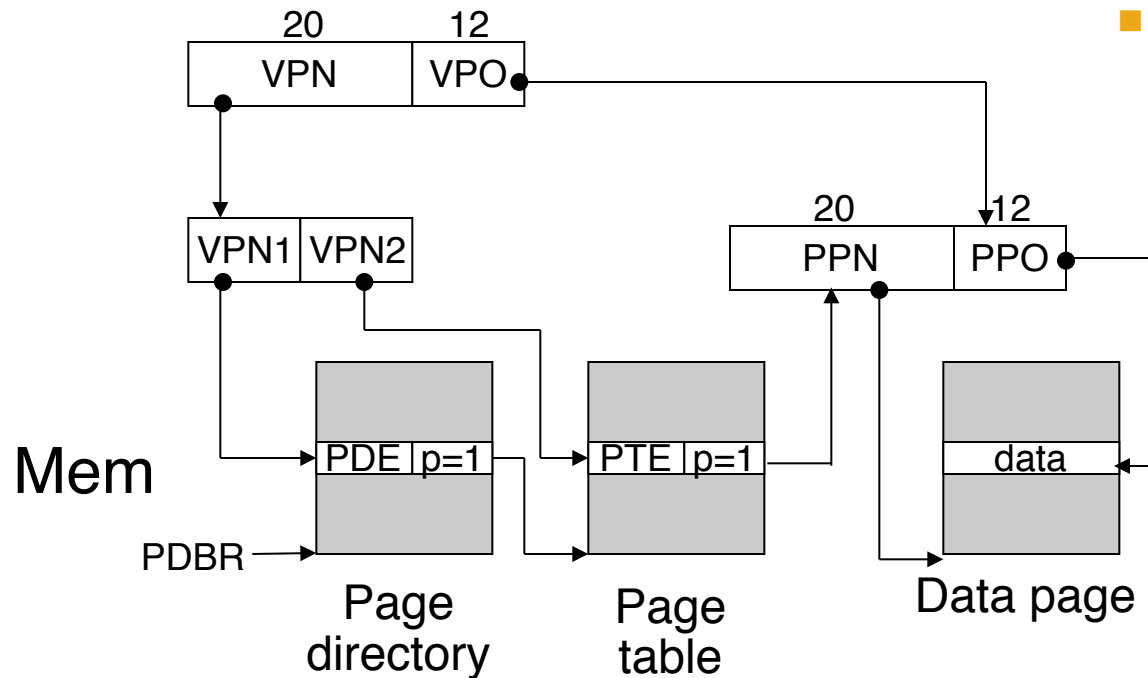 20 12
VPN VPO
20 12
VPN1 VPN2
PPN PPO
PDE p=1
PTE p=1
data
Mem
PDBR
Page
directory
Page
table
Data page